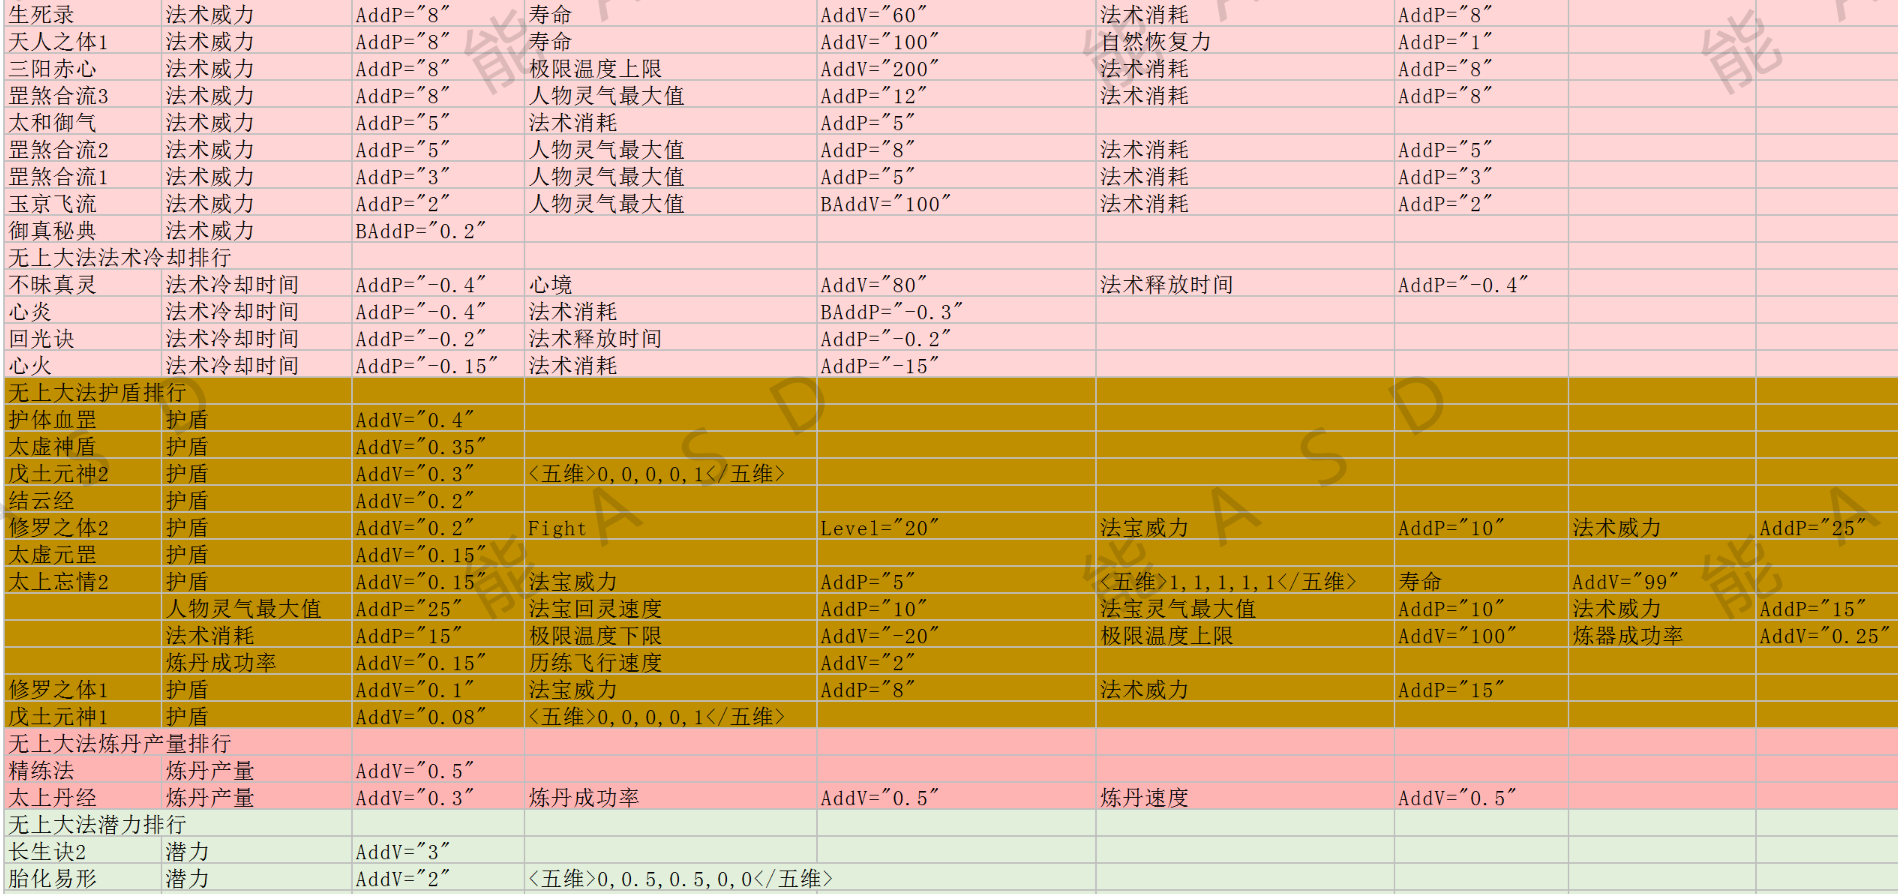 生死录 法术威力 AddP="8" 寿命 AddV="60" 法术消耗 AddP="8"
天人之体1 法术威力 AddP="8" 寿命 AddV="100" 自然恢复力 AddP="1"
三阳赤心 法术威力 AddP="8" 极限温度上限 AddV="200" 法术消耗 AddP="8"
罡煞合流3 法术威力 AddP="8" 人物灵气最大值 AddP="12" 法术消耗 AddP="8"
太和御气 法术威力 AddP="5" 法术消耗 AddP="5"
罡煞合流2 法术威力 AddP="5" 人物灵气最大值 AddP="8" 法术消耗 AddP="5"
罡煞合流1 法术威力 AddP="3" 人物灵气最大值 AddP="5" 法术消耗 AddP="3"
玉京飞流 法术威力 AddP="2" 人物灵气最大值 BAddV="100" 法术消耗 AddP="2"
御真秘典 法术威力 BAddP="0.2"
无上大法法术冷却排行
不昧真灵 法术冷却时间 AddP="-0.4" 心境 AddV="80" 法术释放时间 AddP="-0.4"
心炎 法术冷却时间 AddP="-0.4" 法术消耗 BAddP="-0.3"
回光诀 法术冷却时间 AddP="-0.2" 法术释放时间 AddP="-0.2"
心火 法术冷却时间 AddP="-0.15" 法术消耗 AddP="-15"
无上大法护盾排行
护体血罡 护盾 AddV="0.4"
太虚神盾 护盾 AddV="0.35"
戊土元神2 护盾 AddV="0.3" <五维>0,0,0,0,1</五维>
结云经 护盾 AddV="0.2"
修罗之体2 护盾 AddV="0.2" Fight Level="20" 法宝威力 AddP="10" 法术威力 AddP="25"
太虚元罡 护盾 AddV="0.15"
太上忘情2 护盾 AddV="0.15" 法宝威力 AddP="5" <五维>1,1,1,1,1</五维> 寿命 AddV="99"
人物灵气最大值 AddP="25" 法宝回灵速度 AddP="10" 法宝灵气最大值 AddP="10" 法术威力 AddP="15"
法术消耗 AddP="15" 极限温度下限 AddV="-20" 极限温度上限 AddV="100" 炼器成功率 AddV="0.25"
炼丹成功率 AddV="0.15" 历练飞行速度 AddV="2"
修罗之体1 护盾 AddV="0.1" 法宝威力 AddP="8" 法术威力 AddP="15"
戊土元神1 护盾 AddV="0.08" <五维>0,0,0,0,1</五维>
无上大法炼丹产量排行
精练法 炼丹产量 AddV="0.5"
太上丹经 炼丹产量 AddV="0.3" 炼丹成功率 AddV="0.5" 炼丹速度 AddV="0.5"
无上大法潜力排行
长生诀2 潜力 AddV="3"
胎化易形 潜力 AddV="2" <五维>0,0.5,0.5,0,0</五维>